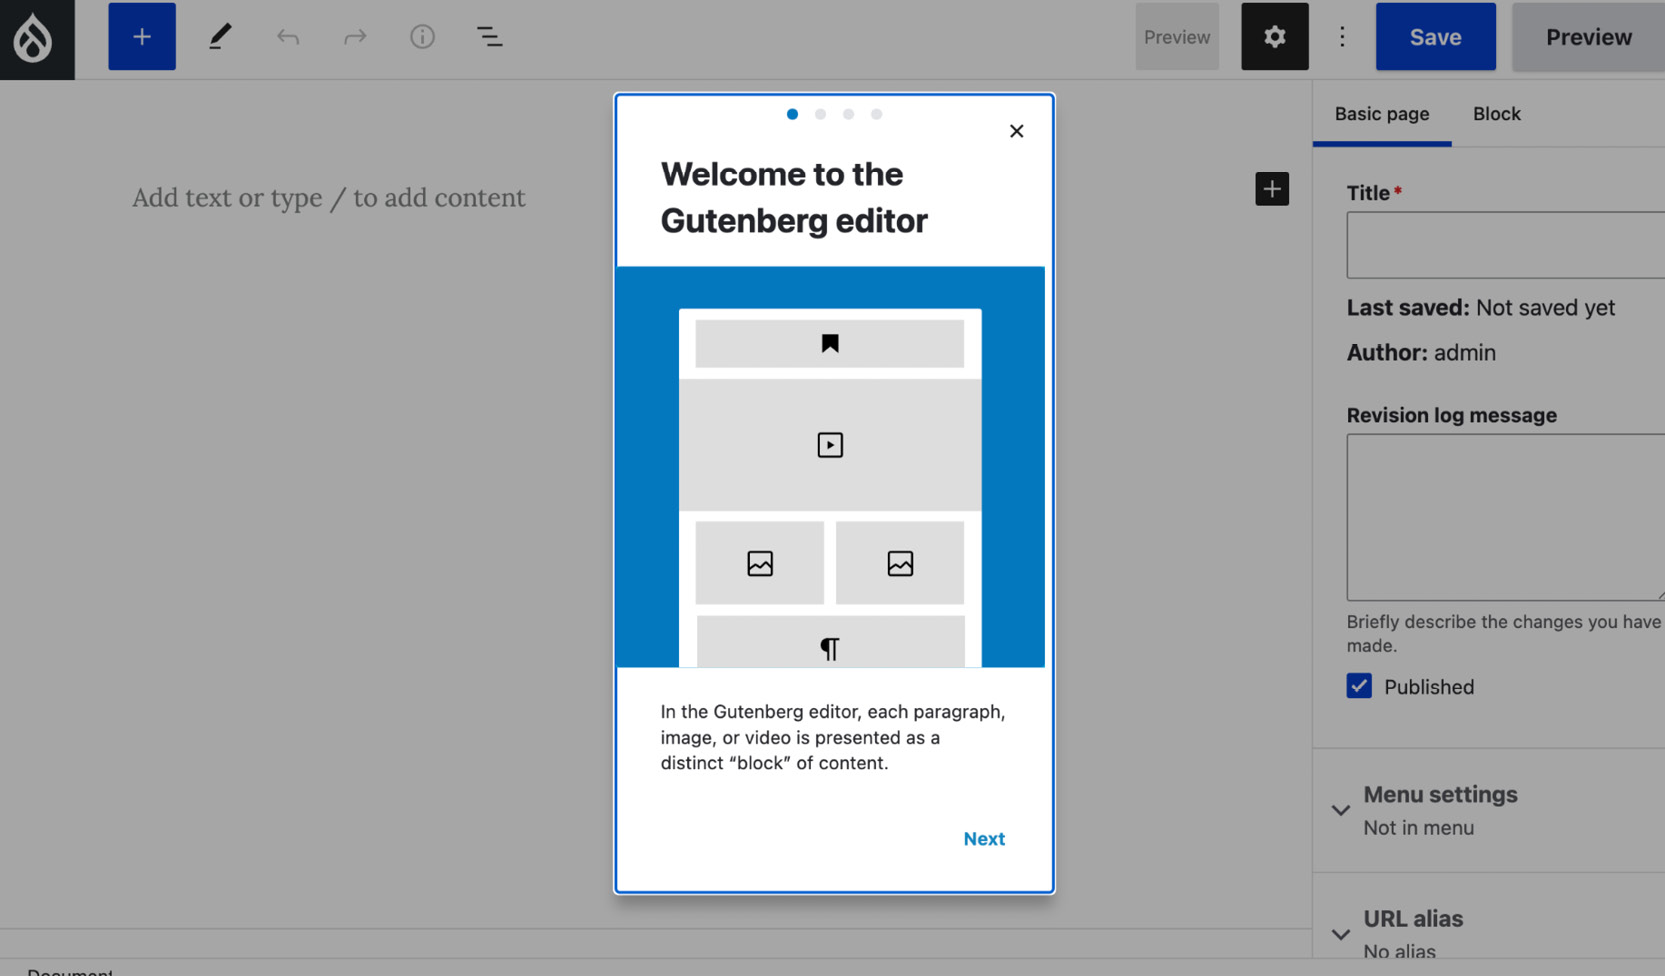 Preview
Save
Preview
Welcome to the
Gutenberg editor
In the Gutenberg editor, each paragraph,
image, or video is presented as a
distinct “block” of content.
Next
Add text or type / to add content
Basic page
Block
Title*
Last saved: Not saved yet
Author: admin
Revision log message
Briefly describe the changes you have
made.
Published
Menu settings
Not in menu
URL alias
No alias
Document